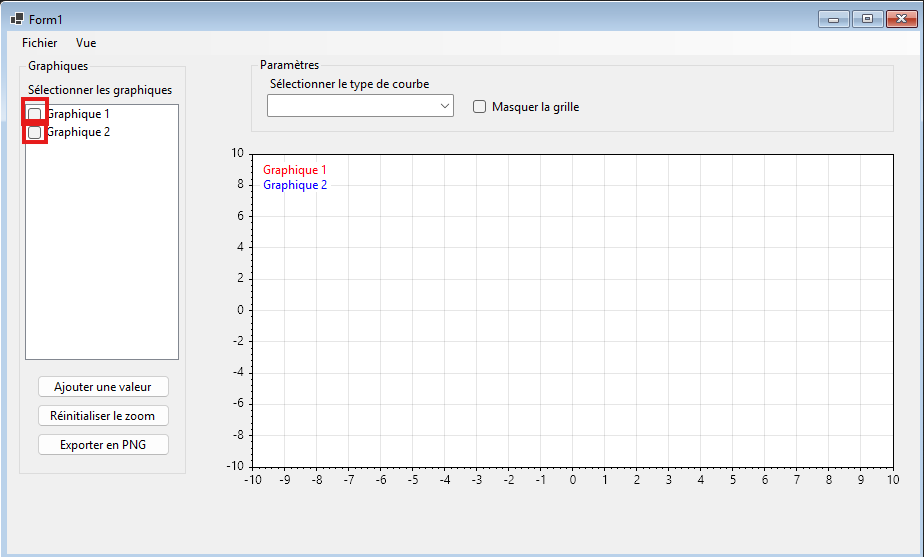 Form1
Fichier Vue
Graphiques
Sélectionner les graphiques
Graphique 1
Graphique 2
Ajouter une valeur
Réinitialiser le zoom
Exporter en PNG
Paramètres
Sélectionner le type de courbe
Masquer la grille
Graphique 1
Graphique 2
10
8
6
4
2
0
-2
-4
-6
-8
-10
-10 -9 -8 -7 -6 -5 -4 -3 -2 -1 0 1 2 3 4 5 6 7 8 9 10